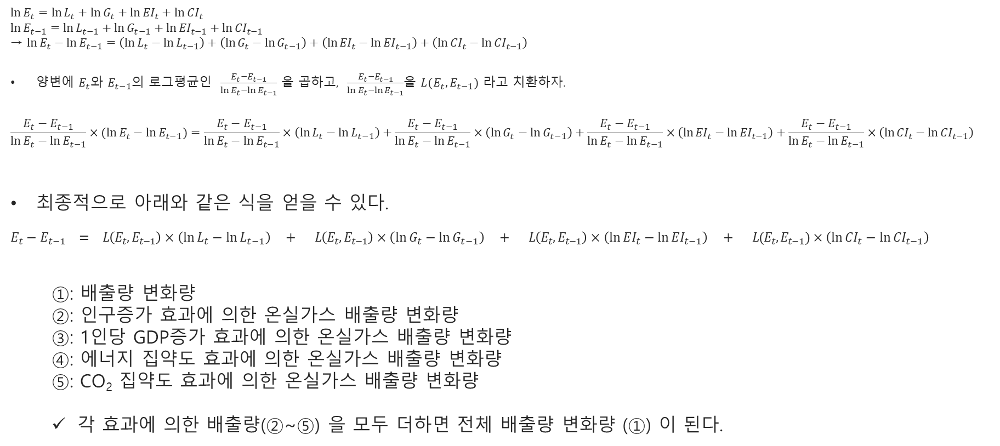 ln E_t = ln L_t + ln G_t + ln EI_t + ln CI_t
ln E_{t−1} = ln L_{t−1} + ln G_{t−1} + ln EI_{t−1} + ln CI_{t−1}
→ ln E_t − ln E_{t−1} = (ln L_t − ln L_{t−1}) + (ln G_t − ln G_{t−1}) + (ln EI_t − ln EI_{t−1}) + (ln CI_t − ln CI_{t−1})
• 양변에 E_t와 E_{t−1}의 로그평균인 \frac{E_t−E_{t−1}}{ln E_t−ln E_{t−1}} 을 곱하고, \frac{E_t−E_{t−1}}{ln E_t−ln E_{t−1}}을 L(E_t, E_{t−1}) 라고 치환하자.
\frac{E_t − E_{t−1}}{ln E_t − ln E_{t−1}} × (ln E_t − ln E_{t−1}) = \frac{E_t − E_{t−1}}{ln E_t − ln E_{t−1}} × (ln L_t − ln L_{t−1}) + \frac{E_t − E_{t−1}}{ln E_t − ln E_{t−1}} × (ln G_t − ln G_{t−1}) + \frac{E_t − E_{t−1}}{ln E_t − ln E_{t−1}} × (ln EI_t − ln EI_{t−1}) + \frac{E_t − E_{t−1}}{ln E_t − ln E_{t−1}} × (ln CI_t − ln CI_{t−1})
• 최종적으로 아래와 같은 식을 얻을 수 있다.
E_t − E_{t−1} = L(E_t, E_{t−1}) × (ln L_t − ln L_{t−1}) + L(E_t, E_{t−1}) × (ln G_t − ln G_{t−1}) + L(E_t, E_{t−1}) × (ln EI_t − ln EI_{t−1}) + L(E_t, E_{t−1}) × (ln CI_t − ln CI_{t−1})
①: 배출량 변화량
②: 인구증가 효과에 의한 온실가스 배출량 변화량
③: 1인당 GDP증가 효과에 의한 온실가스 배출량 변화량
④: 에너지 집약도 효과에 의한 온실가스 배출량 변화량
⑤: CO₂ 집약도 효과에 의한 온실가스 배출량 변화량
✓ 각 효과에 의한 배출량(②~⑤) 을 모두 더하면 전체 배출량 변화량 (①) 이 된다.